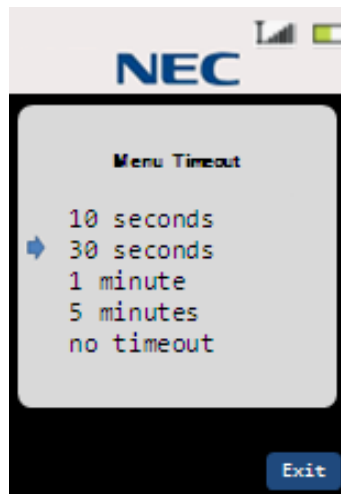 NEC
Menu Timeout
10 seconds
30 seconds
1 minute
5 minutes
no timeout
Exit